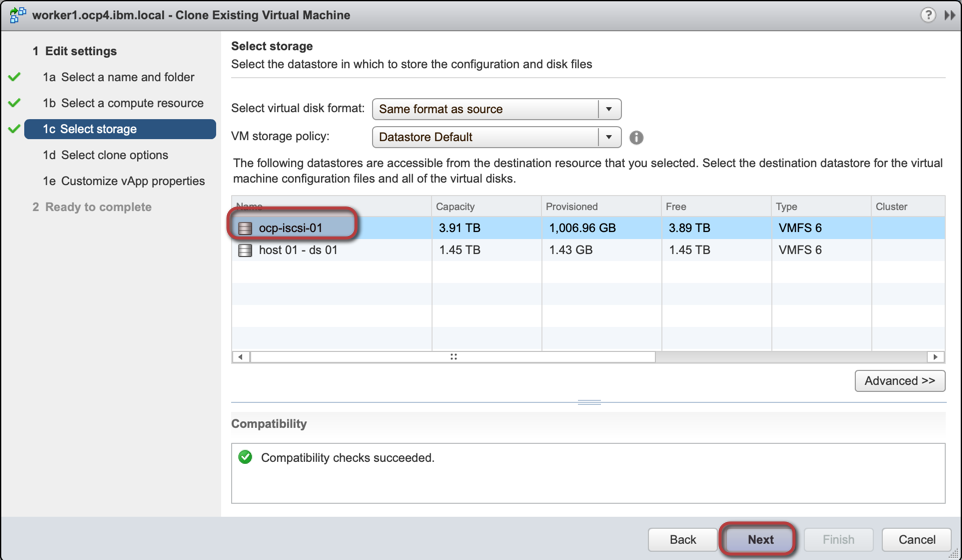 worker1.ocp4.ibm.local - Clone Existing Virtual Machine
?
1 Edit settings
1a Select a name and folder
1b Select a compute resource
1c Select storage
1d Select clone options
1e Customize vApp properties
2 Ready to complete
Select storage
Select the datastore in which to store the configuration and disk files
Select virtual disk format: Same format as source
VM storage policy: Datastore Default
The following datastores are accessible from the destination resource that you selected. Select the destination datastore for the virtual
machine configuration files and all of the virtual disks.
Name Capacity Provisioned Free Type Cluster
ocp-iscsi-01 3.91 TB 1,006.96 GB 3.89 TB VMFS 6
host 01 - ds 01 1.45 TB 1.43 GB 1.45 TB VMFS 6
Advanced >>
Compatibility
Compatibility checks succeeded.
Back Next Finish Cancel